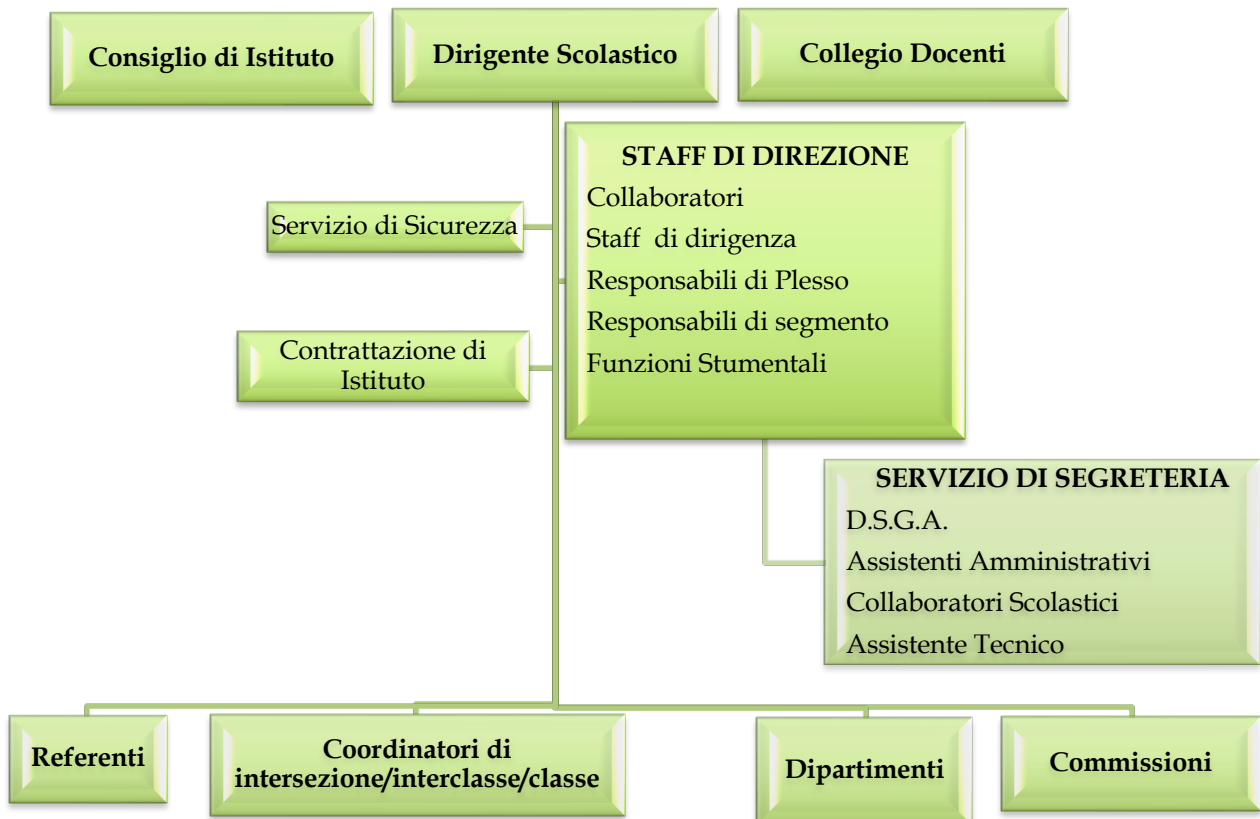 Consiglio di Istituto
Dirigente Scolastico
Collegio Docenti
STAFF DI DIREZIONE
Collaboratori
Staff di dirigenza
Responsabili di Plesso
Responsabili di segmento
Funzioni Stumentali
Servizio di Sicurezza
Contrattazione di
Istituto
SERVIZIO DI SEGRETERIA
D.S.G.A.
Assistenti Amministrativi
Collaboratori Scolastici
Assistente Tecnico
Referenti
Coordinatori di
intersezione/interclasse/classe
Dipartimenti
Commissioni